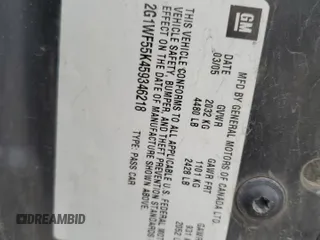 GM
MFD BY GENERAL MOTORS OF CANADA LTD.
DATE GVWR GAWR FRT
03/05 2032 KG 1101 KG
4480 LB 2428 LB
THIS VEHICLE CONFORMS TO ALL APPLICABLE U.S. FEDERAL MOTOR
VEHICLE SAFETY, BUMPER, AND THEFT PREVENTION STANDARDS
EFFECT ON THE DATE OF MANUFACTURE SHOWN ABOVE.
2G1WF55K459346218 TYPE: PASS CAR
DREAMBID